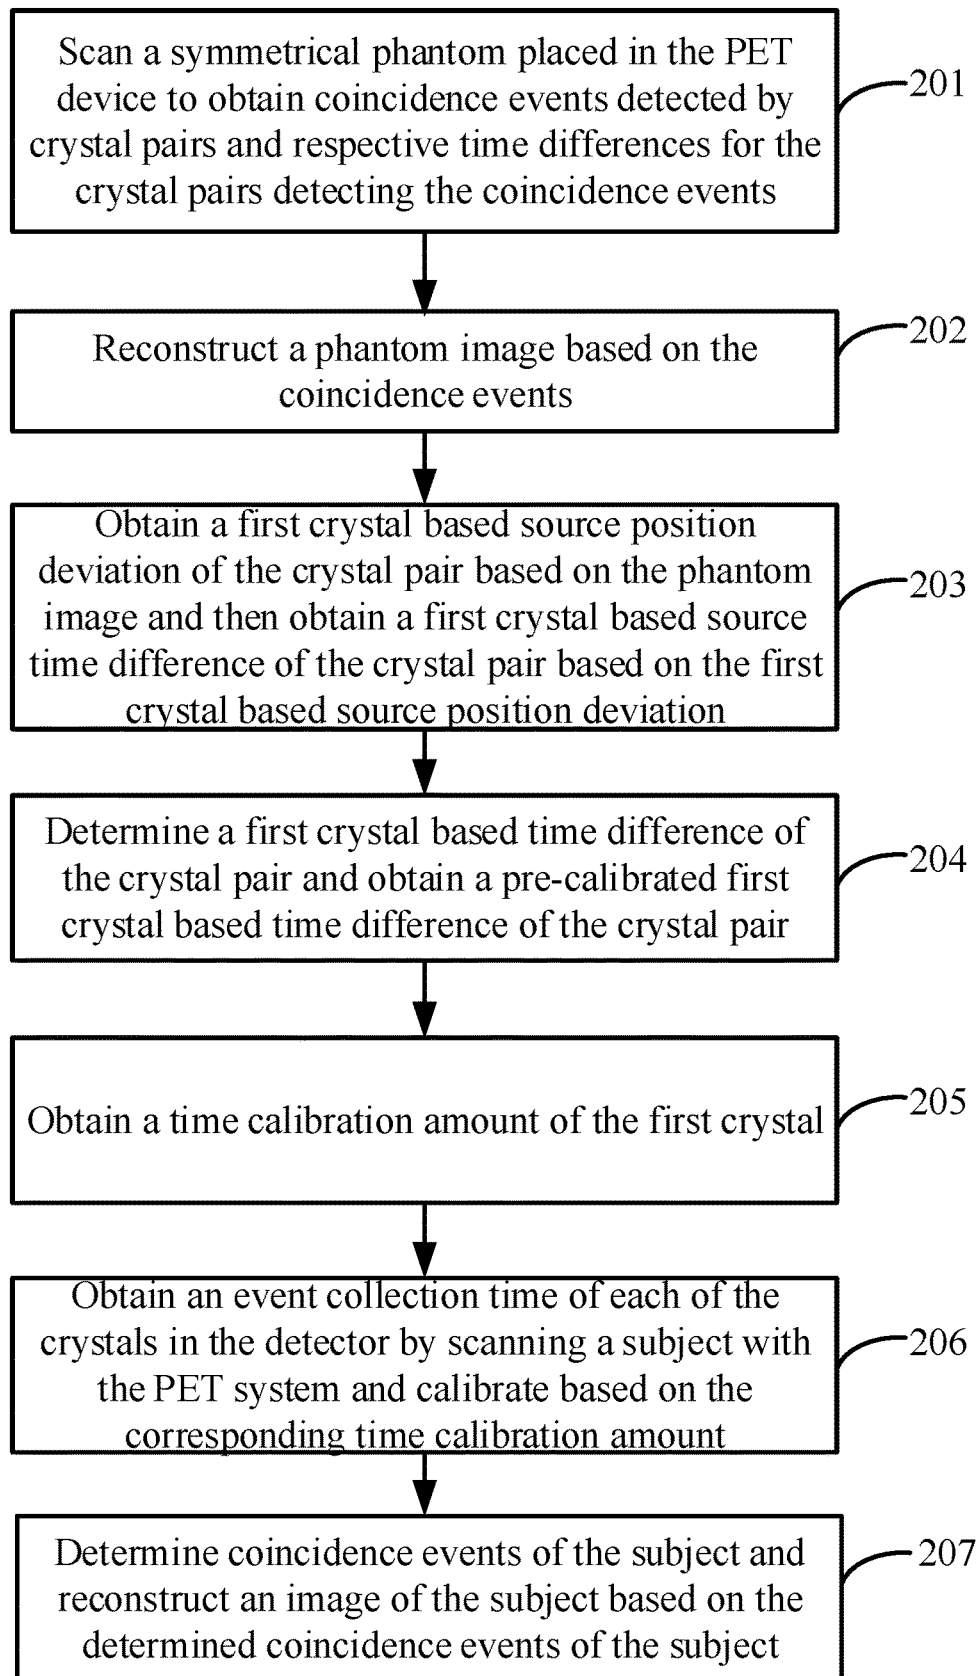 Scan a symmetrical phantom placed in the PET
device to obtain coincidence events detected by
crystal pairs and respective time differences for the
crystal pairs detecting the coincidence events
201
Reconstruct a phantom image based on the
coincidence events
202
Obtain a first crystal based source position
deviation of the crystal pair based on the phantom
image and then obtain a first crystal based source
time difference of the crystal pair based on the first
crystal based source position deviation
203
Determine a first crystal based time difference of
the crystal pair and obtain a pre-calibrated first
crystal based time difference of the crystal pair
204
Obtain a time calibration amount of the first crystal
205
Obtain an event collection time of each of the
crystals in the detector by scanning a subject with
the PET system and calibrate based on the
corresponding time calibration amount
206
Determine coincidence events of the subject and
reconstruct an image of the subject based on the
determined coincidence events of the subject
207